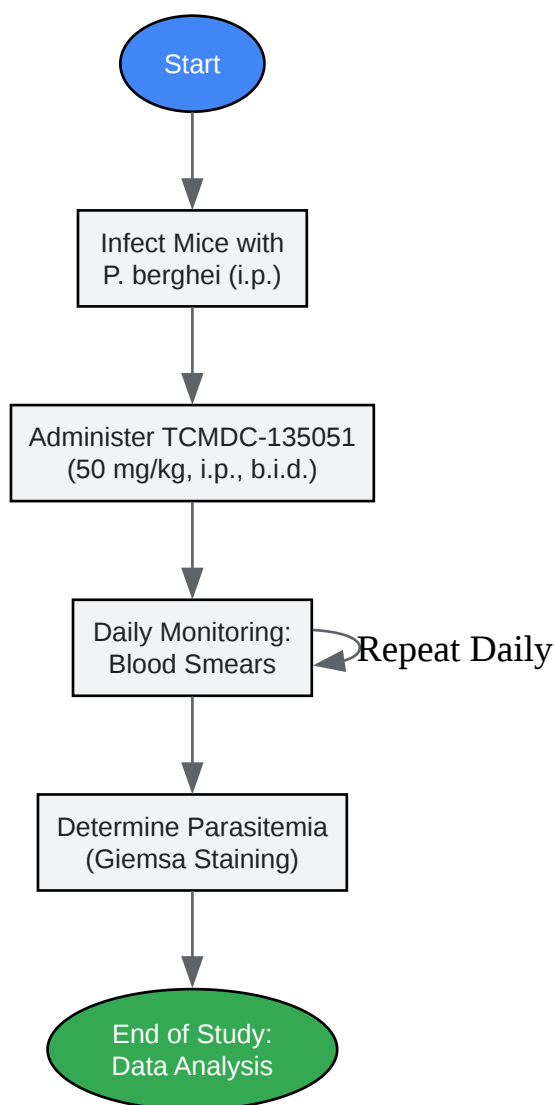 Start
Infect Mice with
P. berghei (i.p.)
Administer TCMDC-135051
(50 mg/kg, i.p., b.i.d.)
Daily Monitoring:
Blood Smears
Repeat Daily
Determine Parasitemia
(Giemsa Staining)
End of Study:
Data Analysis